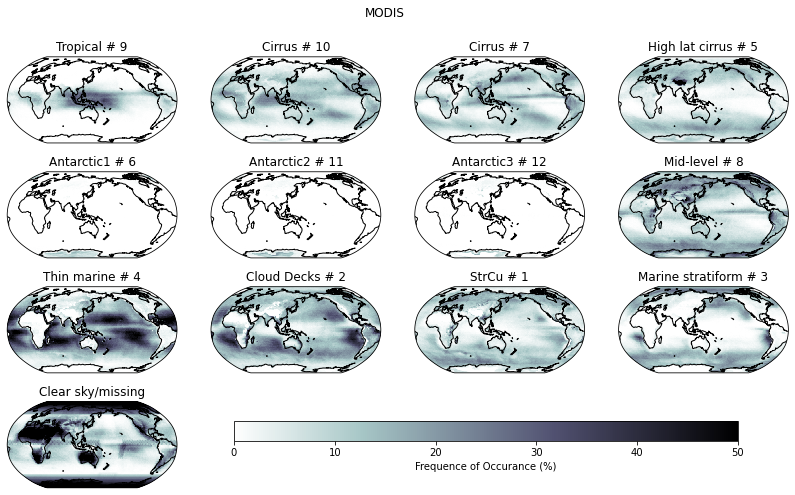 MODIS
Tropical # 9
Cirrus # 10
Cirrus # 7
High lat cirrus # 5
Antarctic1 # 6
Antarctic2 # 11
Antarctic3 # 12
Mid-level # 8
Thin marine # 4
Cloud Decks # 2
StrCu # 1
Marine stratiform # 3
Clear sky/missing
0 10 20 30 40 50
Frequence of Occurance (%)